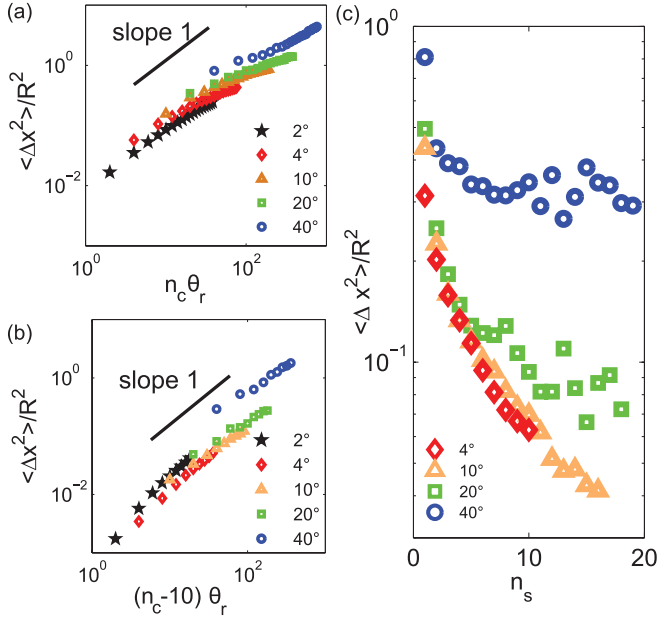 (a)
slope 1
<Δx²>/R²
10⁰
10⁻²
2°
4°
10°
20°
40°
10⁰
10²
n_cθ_r
(b)
slope 1
<Δx²>/R²
10⁰
10⁻²
2°
4°
10°
20°
40°
10⁰
10²
(n_c-10) θ_r
(c)
<Δ x²>/R²
10⁰
10⁻¹
4°
10°
20°
40°
0
10
20
n_s